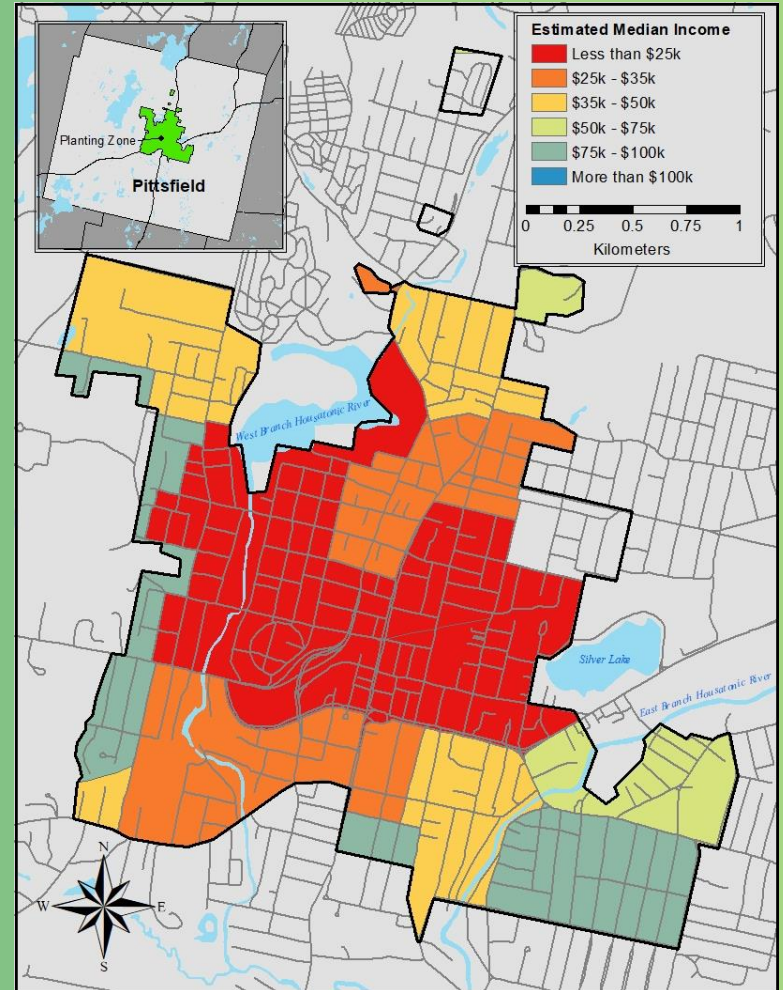 Planting Zone
Pittsfield
Estimated Median Income
Less than $25k
$25k - $35k
$35k - $50k
$50k - $75k
$75k - $100k
More than $100k
0 0.25 0.5 0.75 1
Kilometers
West Branch Housatonic River
Silver Lake
East Branch Housatonic River
N
W E
S